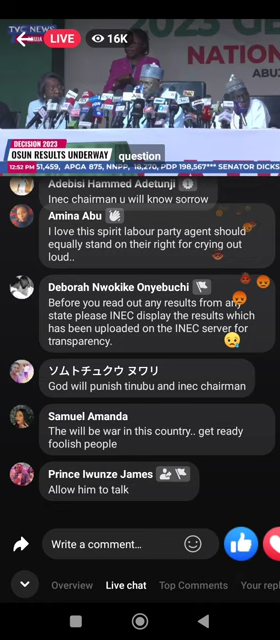 TVC NEWS
LIVE
16K
2023 GE
NATION
ABUJ
DECISION 2023
OSUN RESULTS UNDERWAY
question
12:52 PM 51,459, APGA 875, NNPP, 18,270, PDP 198,567*** SENATOR DICKS
Adebisi Hammed Adetunji
Inec chairman u will know sorrow
Amina Abu
I love this spirit labour party agent should
equally stand on their right for crying out
loud..
Deborah Nwokike Onyebuchi
Before you read out any results from any
state please INEC display the results which
has been uploaded on the INEC server for
transparency.
ソムトチュクウ ヌワリ
God will punish tinubu and inec chairman
Samuel Amanda
The will be war in this country.. get ready
foolish people
Prince Iwunze James
Allow him to talk
Write a comment...
Overview Live chat Top Comments Your repl